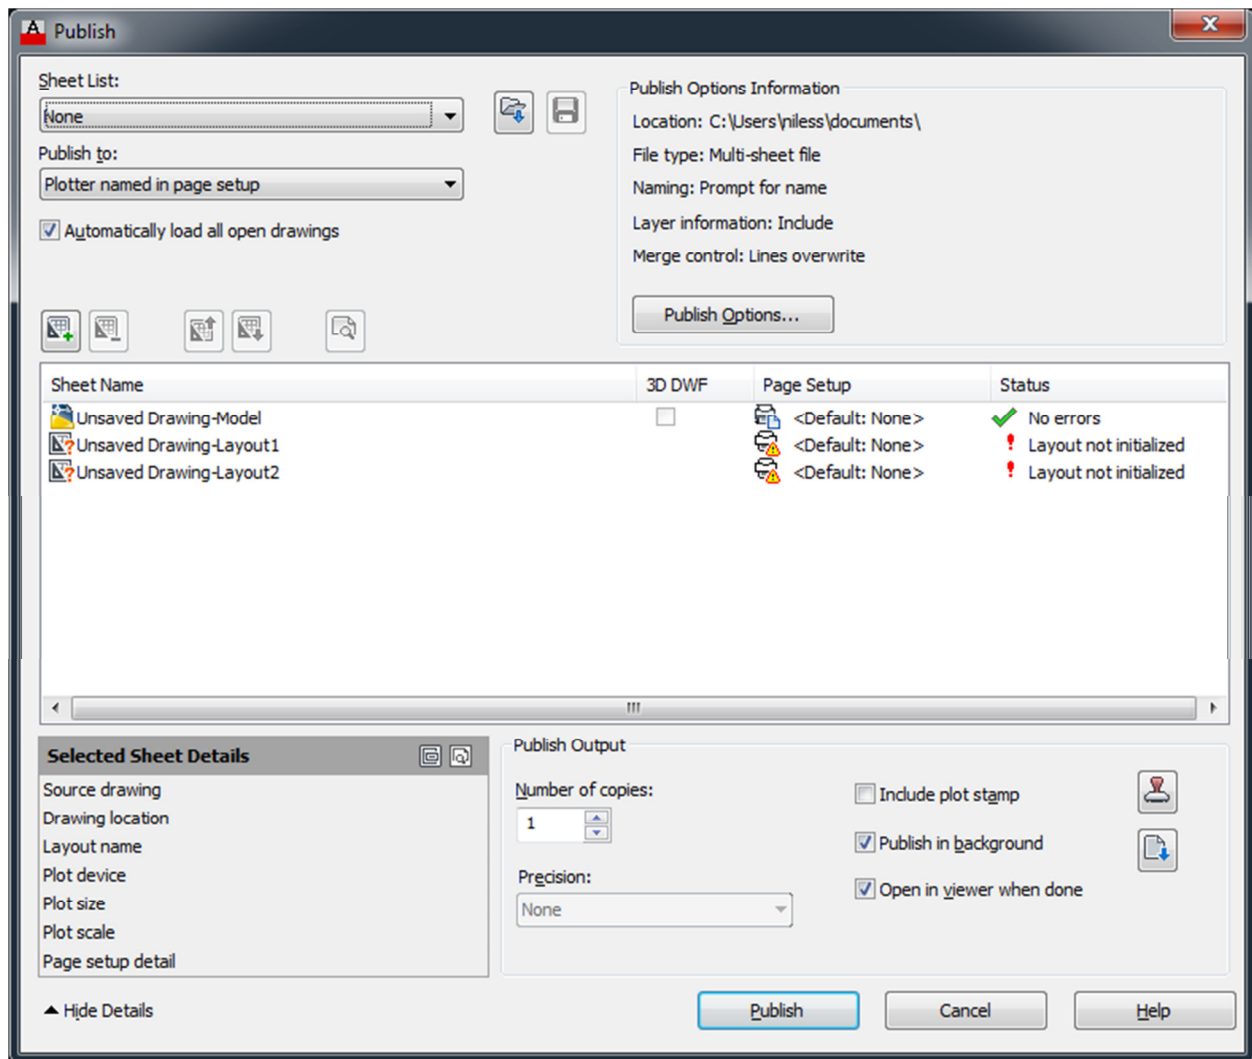 Publish
Sheet List:
None
Publish to:
Plotter named in page setup
Automatically load all open drawings
Publish Options Information
Location: C:\Users\niless\documents\
File type: Multi-sheet file
Naming: Prompt for name
Layer information: Include
Merge control: Lines overwrite
Publish Options...
Sheet Name 3D DWF Page Setup Status
Unsaved Drawing-Model <Default: None> No errors
Unsaved Drawing-Layout1 <Default: None> Layout not initialized
Unsaved Drawing-Layout2 <Default: None> Layout not initialized
Selected Sheet Details
Source drawing
Drawing location
Layout name
Plot device
Plot size
Plot scale
Page setup detail
Publish Output
Number of copies:
1
Precision:
None
Include plot stamp
Publish in background
Open in viewer when done
Hide Details
Publish Cancel Help